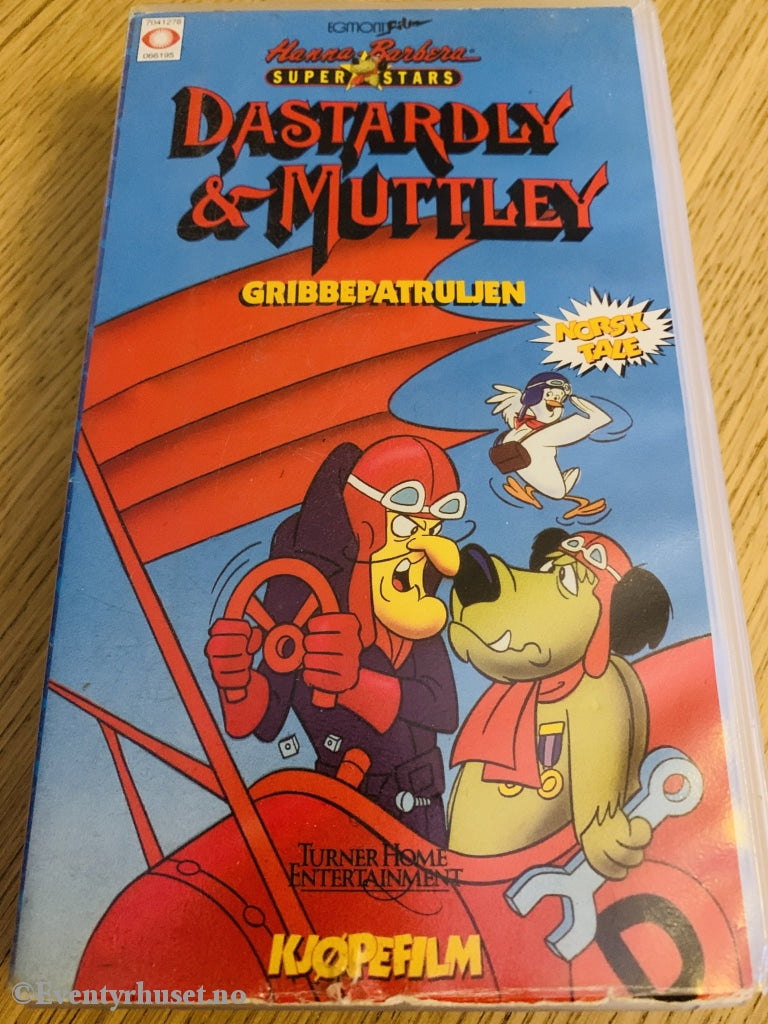 7041278
066195
EGMONT Film
Hanna-Barbera
SUPER STARS
DASTARDLY
& MUTTLEY
GRIBBEPATRULJEN
NORSK
TALE
TURNER HOME
ENTERTAINMENT
KJØPEFILM
D
©Eventyrhuset.no